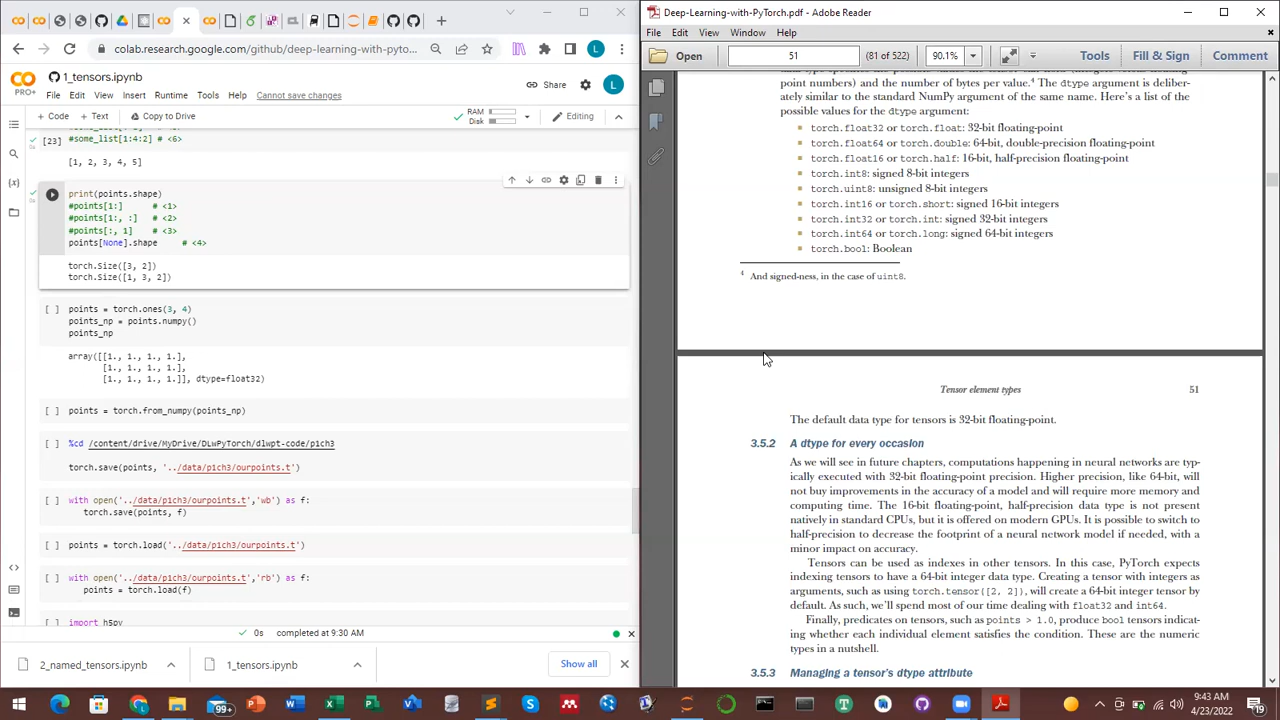 colab.research.google.com/github/deep-learning-with-pyto...
L
1_tensors.ipynb
Share
L
PRO+
File Edit View Insert Runtime Tools Help Cannot save changes
+ Code + Text Copy to Drive
RAM
Disk
Editing
[23]
#some_list[1:4:2] # <6>
[1, 2, 3, 4, 5]
print(points.shape)
#points[1:] # <1>
#points[1:, :] # <2>
#points[:, 1] # <3>
points[None].shape # <4>
torch.Size([3, 2])
torch.Size([1, 3, 2])
[ ] points = torch.ones(3, 4)
points_np = points.numpy()
points_np
array([[1., 1., 1., 1.],
[1., 1., 1., 1.],
[1., 1., 1., 1.]], dtype=float32)
[ ] points = torch.from_numpy(points_np)
[ ] %cd /content/drive/MyDrive/DLwPyTorch/dlwpt-code/p1ch3
torch.save(points, '../data/p1ch3/ourpoints.t')
[ ] with open('../data/p1ch3/ourpoints.t','wb') as f:
torch.save(points, f)
[ ] points = torch.load('../data/p1ch3/ourpoints.t')
[ ] with open('../data/p1ch3/ourpoints.t','rb') as f:
points = torch.load(f)
import h5py
0s completed at 9:30 AM
2_named_tensors.ipynb
1_tensors.ipynb
Show all
Deep-Learning-with-PyTorch.pdf - Adobe Reader
File Edit View Window Help
Open
51
(81 of 522)
90.1%
Tools
Fill & Sign
Comment
point numbers) and the number of bytes per value.4 The dtype argument is deliber-
ately similar to the standard NumPy argument of the same name. Here's a list of the
possible values for the dtype argument:
torch.float32 or torch.float: 32-bit floating-point
torch.float64 or torch.double: 64-bit, double-precision floating-point
torch.float16 or torch.half: 16-bit, half-precision floating-point
torch.int8: signed 8-bit integers
torch.uint8: unsigned 8-bit integers
torch.int16 or torch.short: signed 16-bit integers
torch.int32 or torch.int: signed 32-bit integers
torch.int64 or torch.long: signed 64-bit integers
torch.bool: Boolean
4 And signed-ness, in the case of uint8.
Tensor element types 51
The default data type for tensors is 32-bit floating-point.
3.5.2 A dtype for every occasion
As we will see in future chapters, computations happening in neural networks are typ-
ically executed with 32-bit floating-point precision. Higher precision, like 64-bit, will
not buy improvements in the accuracy of a model and will require more memory and
computing time. The 16-bit floating-point, half-precision data type is not present
natively in standard CPUs, but it is offered on modern GPUs. It is possible to switch to
half-precision to decrease the footprint of a neural network model if needed, with a
minor impact on accuracy.
Tensors can be used as indexes in other tensors. In this case, PyTorch expects
indexing tensors to have a 64-bit integer data type. Creating a tensor with integers as
arguments, such as using torch.tensor([2, 2]), will create a 64-bit integer tensor by
default. As such, we'll spend most of our time dealing with float32 and int64.
Finally, predicates on tensors, such as points > 1.0, produce bool tensors indicat-
ing whether each individual element satisfies the condition. These are the numeric
types in a nutshell.
3.5.3 Managing a tensor's dtype attribute
99+
9:43 AM
4/23/2022
19